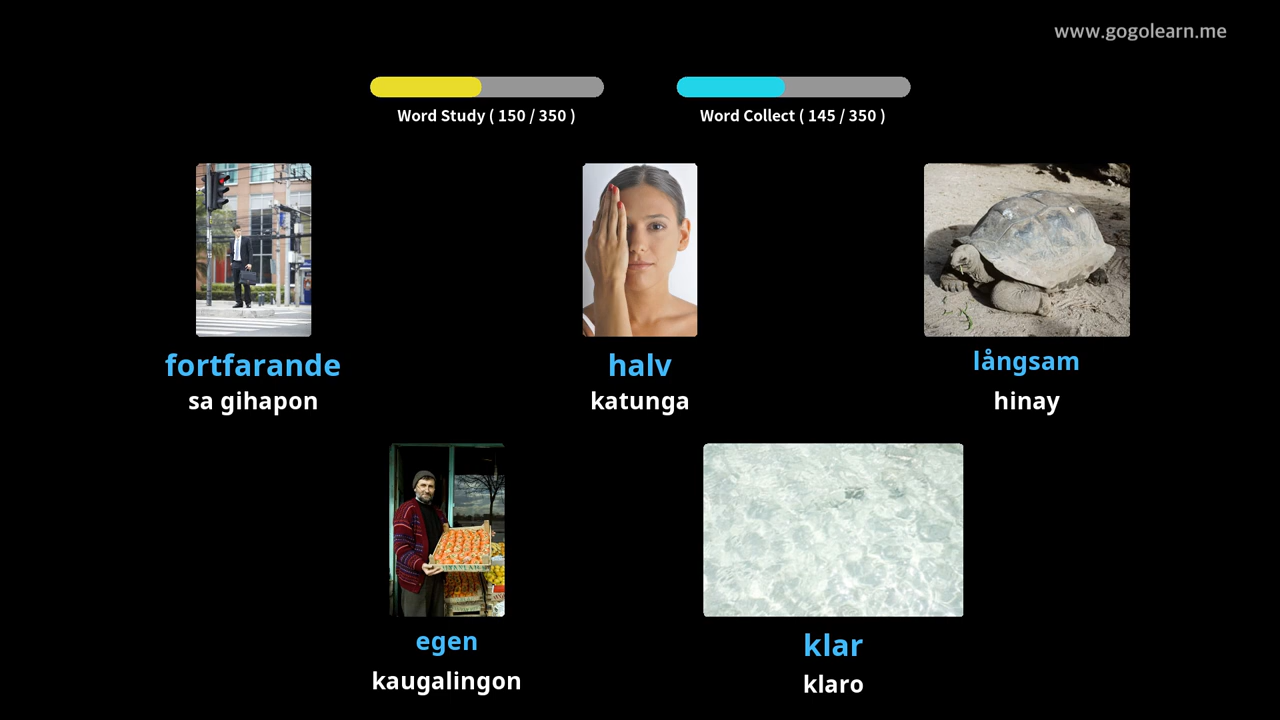 www.gogolearn.me
Word Study ( 150 / 350 )
Word Collect ( 145 / 350 )
fortfarande
sa gihapon
halv
katunga
långsam
hinay
egen
kaugalingon
klar
klaro